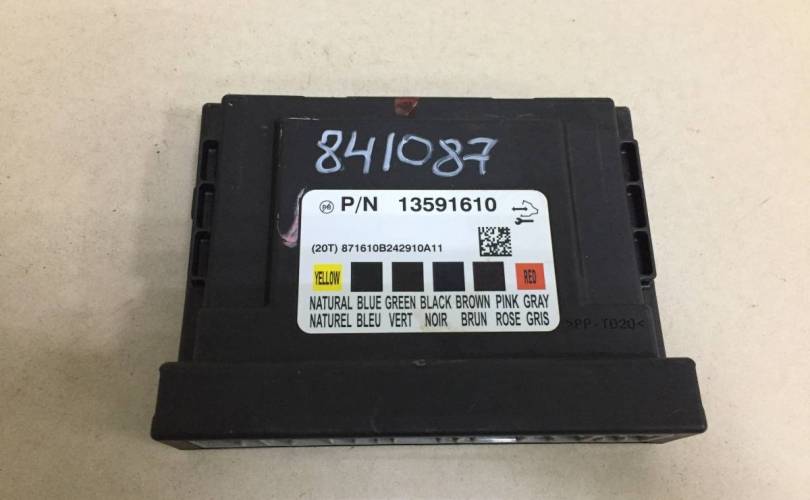 841087
P/N 13591610
(20T) 871610B242910A11
YELLOW RED
NATURAL BLUE GREEN BLACK BROWN PINK GRAY
NATUREL BLEU VERT NOIR BRUN ROSE GRIS
>PP-TD20<